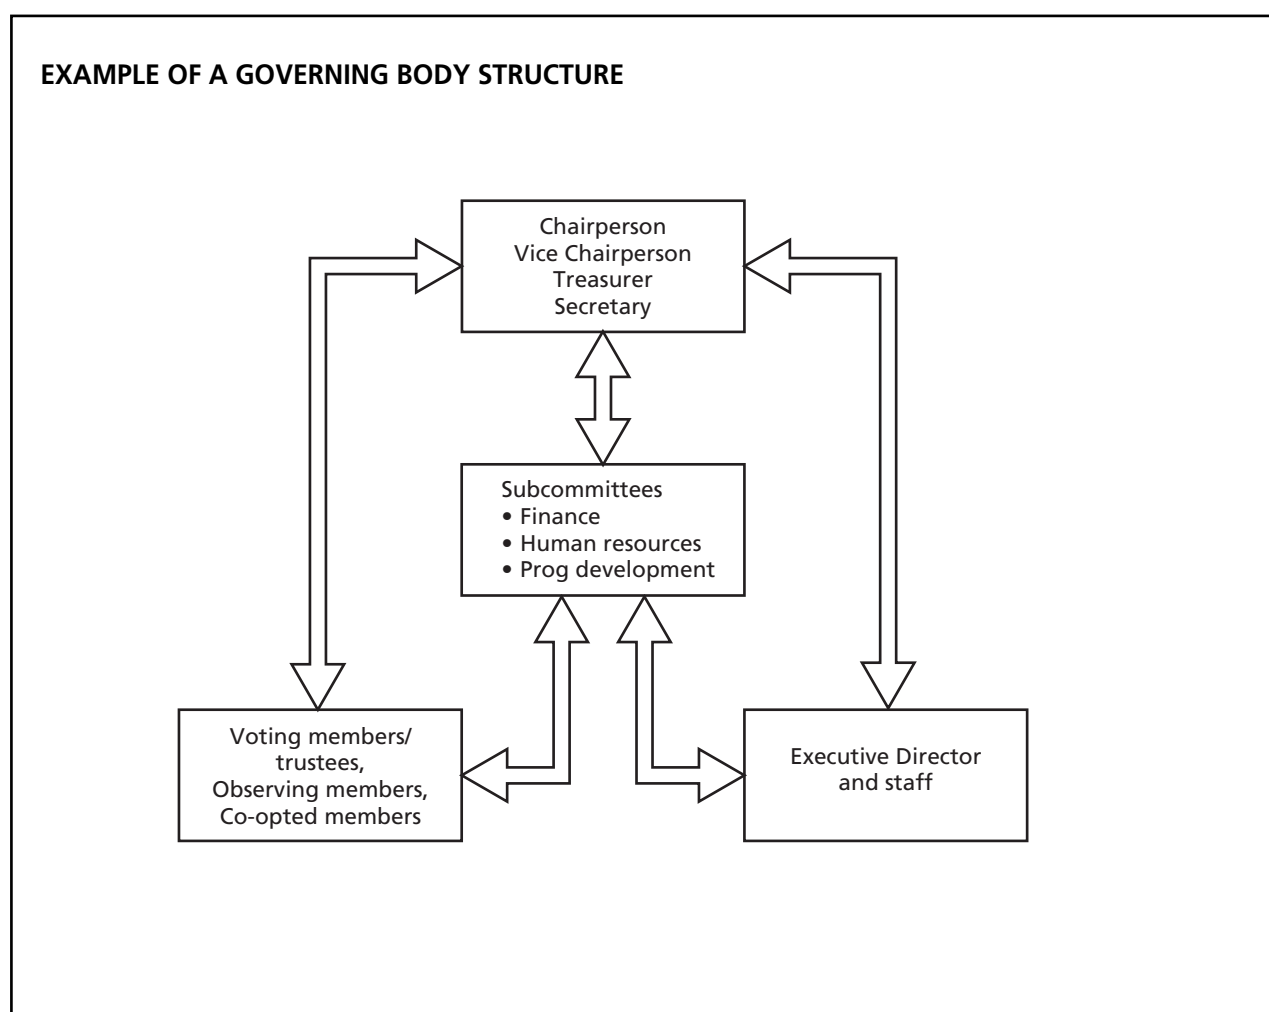 EXAMPLE OF A GOVERNING BODY STRUCTURE
Chairperson
Vice Chairperson
Treasurer
Secretary
Subcommittees
• Finance
• Human resources
• Prog development
Voting members/
trustees,
Observing members,
Co-opted members
Executive Director
and staff